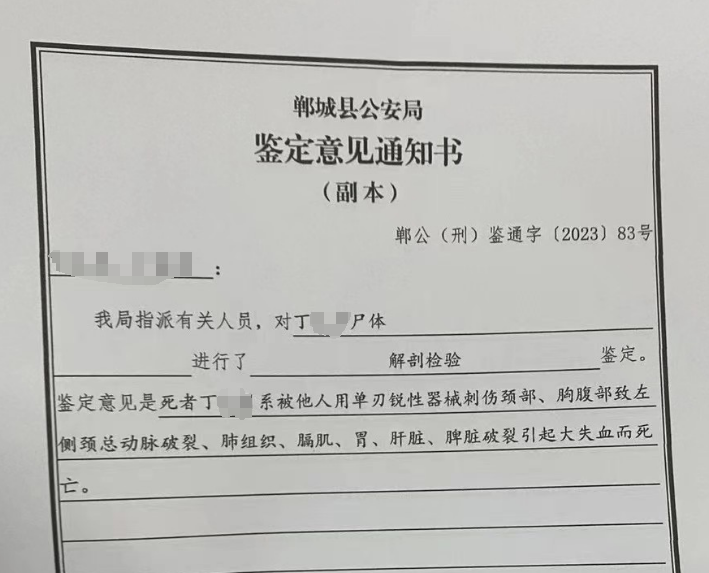 郸城县公安局
鉴定意见通知书
（副本）
郸公（刑）鉴通字〔2023〕83号
：
我局指派有关人员，对丁 尸体
进行了 解剖检验 鉴定。
鉴定意见是死者丁 系被他人用单刃锐性器械刺伤颈部、胸腹部致左
侧颈总动脉破裂、肺组织、膈肌、胃、肝脏、脾脏破裂引起大失血而死
亡。